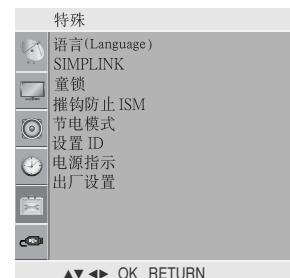 特殊
语言(Language)
SIMPLINK
童锁
摧钩防止 ISM
节电模式
设置 ID
电源指示
出厂设置
▲▼ ◀▶ OK RETURN